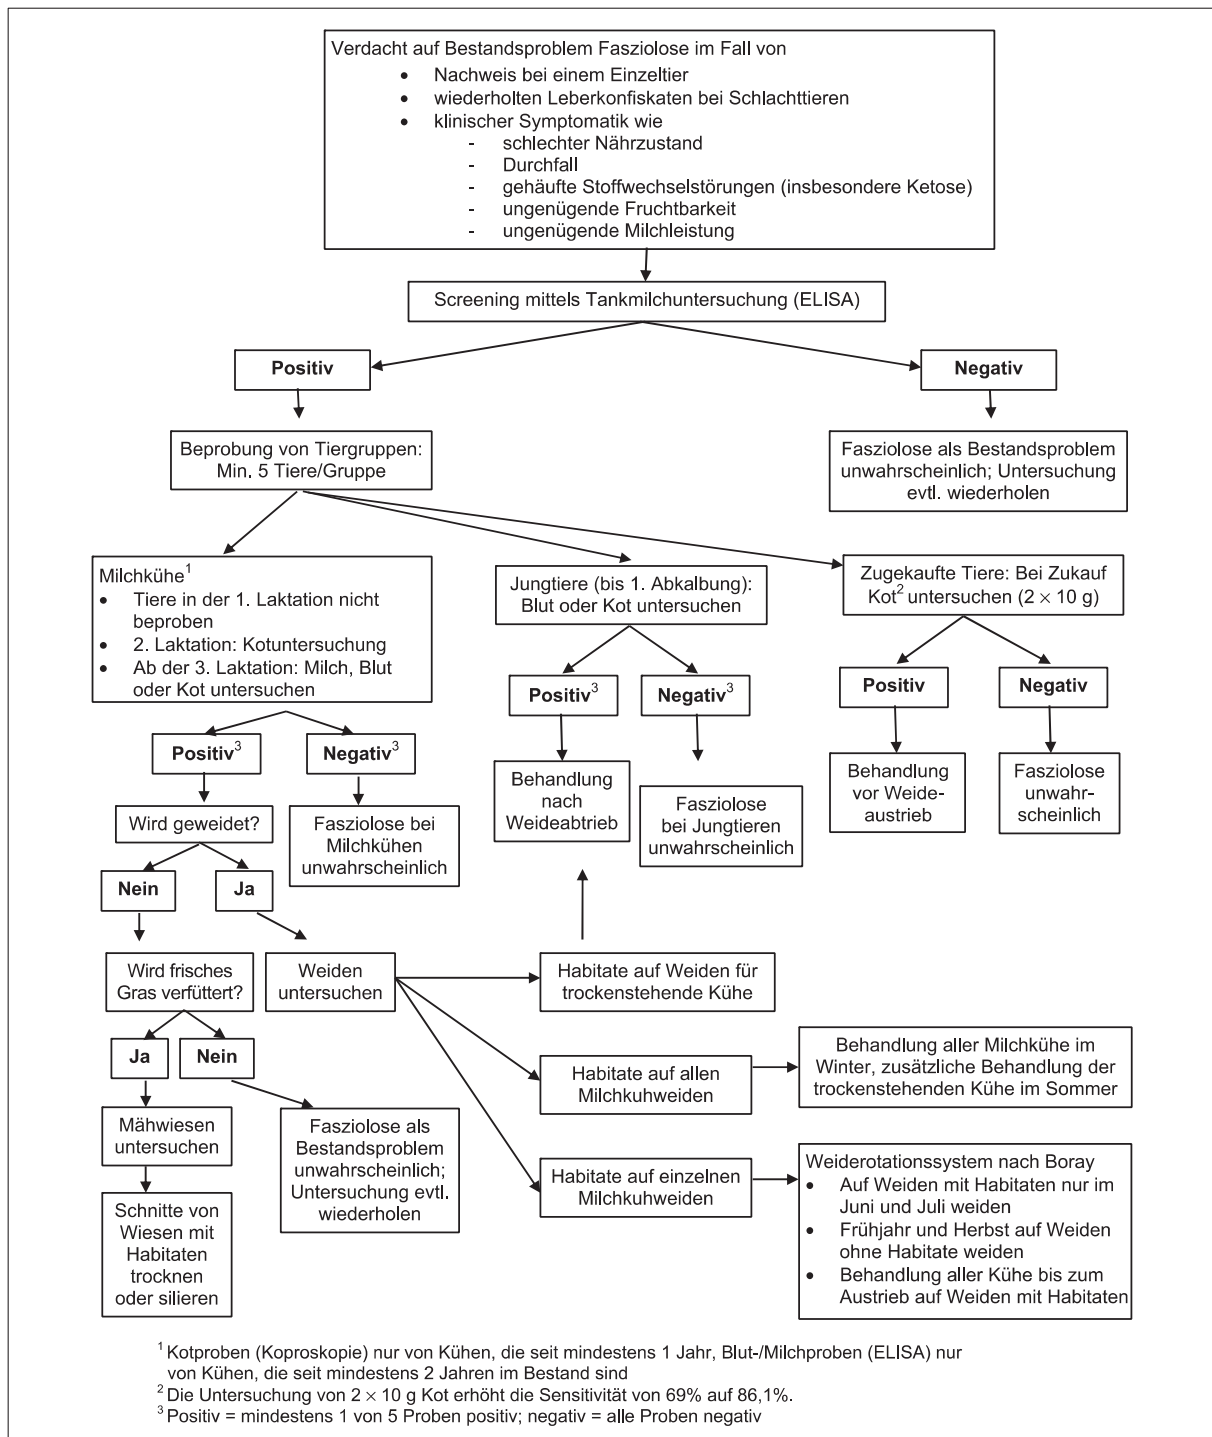 Verdacht auf Bestandsproblem Fasziolose im Fall von
• Nachweis bei einem Einzeltier
• wiederholten Leberkonfiskaten bei Schlachttieren
• klinischer Symptomatik wie
- schlechter Nährzustand
- Durchfall
- gehäufte Stoffwechselstörungen (insbesondere Ketose)
- ungenügende Fruchtbarkeit
- ungenügende Milchleistung
Screening mittels Tankmilchuntersuchung (ELISA)
Positiv
Negativ
Beprobung von Tiergruppen:
Min. 5 Tiere/Gruppe
Fasziolose als Bestandsproblem
unwahrscheinlich; Untersuchung
evtl. wiederholen
Milchkühe¹
• Tiere in der 1. Laktation nicht
beproben
• 2. Laktation: Kotuntersuchung
• Ab der 3. Laktation: Milch, Blut
oder Kot untersuchen
Jungtiere (bis 1. Abkalbung):
Blut oder Kot untersuchen
Zugekaufte Tiere: Bei Zukauf
Kot² untersuchen (2 × 10 g)
Positiv³
Negativ³
Positiv³
Negativ³
Positiv
Negativ
Wird geweidet?
Fasziolose bei
Milchkühen
unwahrscheinlich
Behandlung
nach
Weideabtrieb
Fasziolose
bei Jungtieren
unwahrscheinlich
Behandlung
vor Weide-
austrieb
Fasziolose
unwahr-
scheinlich
Nein
Ja
Wird frisches
Gras verfüttert?
Weiden
untersuchen
Habitate auf Weiden für
trockenstehende Kühe
Ja
Nein
Habitate auf allen
Milchkuhweiden
Behandlung aller Milchkühe im
Winter, zusätzliche Behandlung der
trockenstehenden Kühe im Sommer
Mähwiesen
untersuchen
Fasziolose als
Bestandsproblem
unwahrscheinlich;
Untersuchung evtl.
wiederholen
Habitate auf einzelnen
Milchkuhweiden
Weiderotationssystem nach Boray
• Auf Weiden mit Habitaten nur im
Juni und Juli weiden
• Frühjahr und Herbst auf Weiden
ohne Habitate weiden
• Behandlung aller Kühe bis zum
Austrieb auf Weiden mit Habitaten
Schnitte von
Wiesen mit
Habitaten
trocknen
oder silieren
¹ Kotproben (Koproskopie) nur von Kühen, die seit mindestens 1 Jahr, Blut-/Milchproben (ELISA) nur
von Kühen, die seit mindestens 2 Jahren im Bestand sind
² Die Untersuchung von 2 × 10 g Kot erhöht die Sensitivität von 69% auf 86,1%.
³ Positiv = mindestens 1 von 5 Proben positiv; negativ = alle Proben negativ